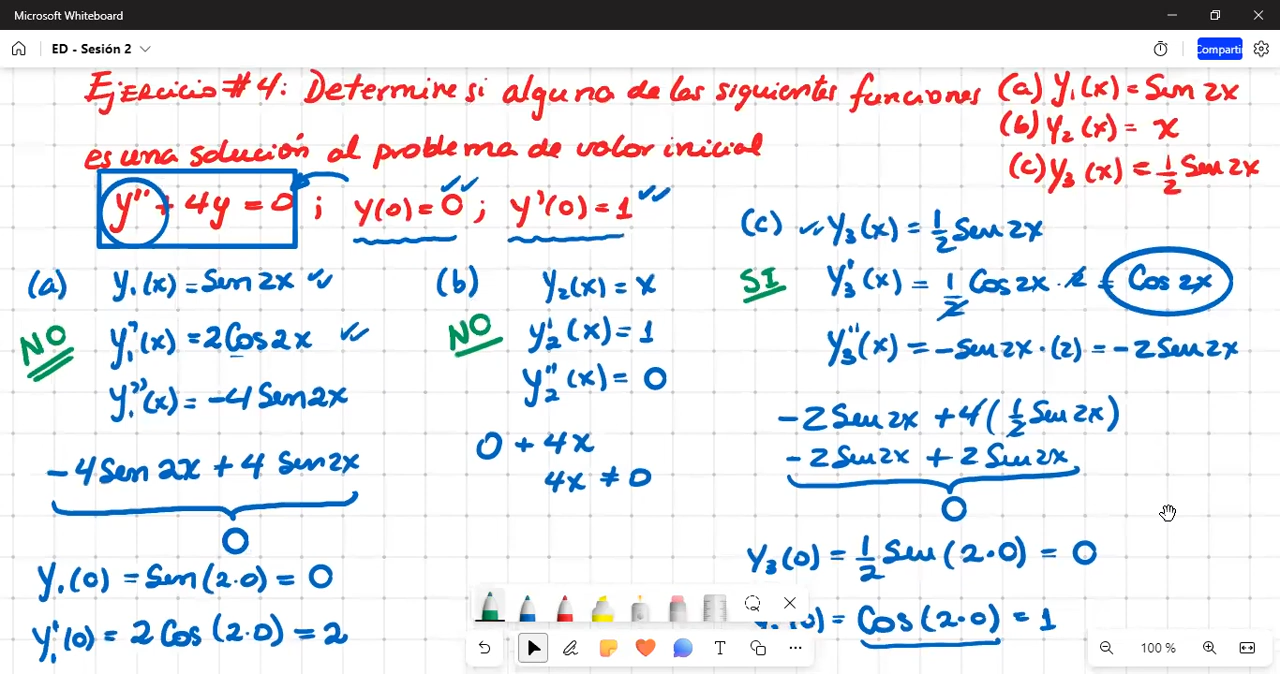 Microsoft Whiteboard
ED - Sesión 2
Comparti
Ejercicio #4: Determine si alguna de las siguientes funciones
es una solución al problema de valor inicial
(a) y₁(x) = Sen 2x
(b) y₂(x) = x
(c) y₃(x) = 1/2 Sen 2x
y'' + 4y = 0 ; y(0) = 0 ; y'(0) = 1
(a) y₁(x) = Sen 2x
NO
y₁'(x) = 2Cos 2x
y₁''(x) = -4 Sen 2x
-4 Sen 2x + 4 Sen 2x
0
y₁(0) = Sen(2·0) = 0
y₁'(0) = 2 Cos(2·0) = 2
(b) y₂(x) = x
NO
y₂'(x) = 1
y₂''(x) = 0
0 + 4x
4x ≠ 0
(c) y₃(x) = 1/2 Sen 2x
SI
y₃'(x) = 1/2 Cos 2x · 2 = Cos 2x
y₃''(x) = -Sen 2x · (2) = -2 Sen 2x
-2 Sen 2x + 4(1/2 Sen 2x)
-2 Sen 2x + 2 Sen 2x
0
y₃(0) = 1/2 Sen(2·0) = 0
(0) = Cos(2·0) = 1
100 %